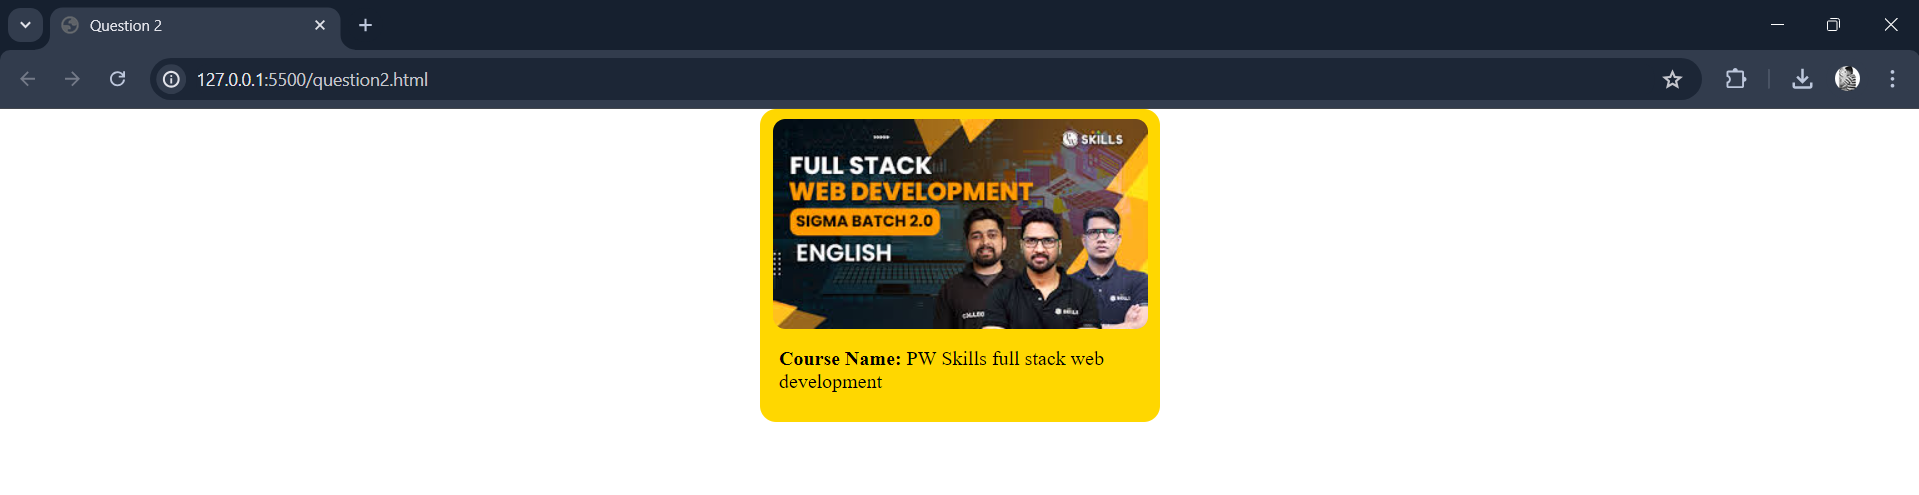 Question 2
127.0.0.1:5500/question2.html
SKILLS
FULL STACK
WEB DEVELOPMENT
SIGMA BATCH 2.0
ENGLISH
SKILLS
Course Name: PW Skills full stack web
development